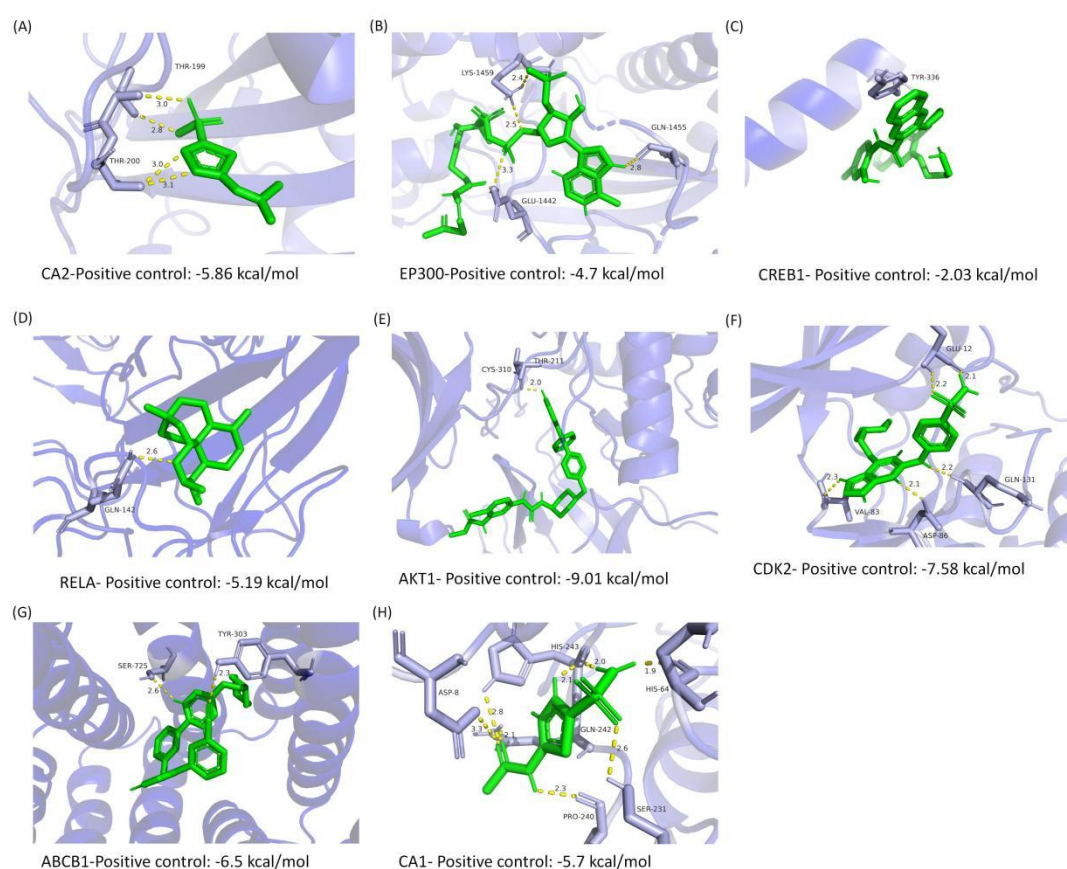 (A)
THR-199
3.0
2.8
THR-200
3.0
3.1
CA2-Positive control: -5.86 kcal/mol
(B)
LYS-1459
2.4
2.5
GLN-1455
3.3
2.8
GLU-1442
EP300-Positive control: -4.7 kcal/mol
(C)
TYR-336
CREB1- Positive control: -2.03 kcal/mol
(D)
2.6
GLN-142
RELA- Positive control: -5.19 kcal/mol
(E)
THR-211
CYS-310
2.0
AKT1- Positive control: -9.01 kcal/mol
(F)
GLU-12
2.1
2.2
2.3
2.2
GLN-131
2.1
VAL-83
ASP-86
CDK2- Positive control: -7.58 kcal/mol
(G)
TYR-303
SER-725
2.3
2.6
ABCB1-Positive control: -6.5 kcal/mol
(H)
HIS-243
2.0
1.9
2.1
ASP-8
HIS-64
2.8
3.3
2.1
GLN-242
2.6
2.3
SER-231
PRO-240
CA1- Positive control: -5.7 kcal/mol